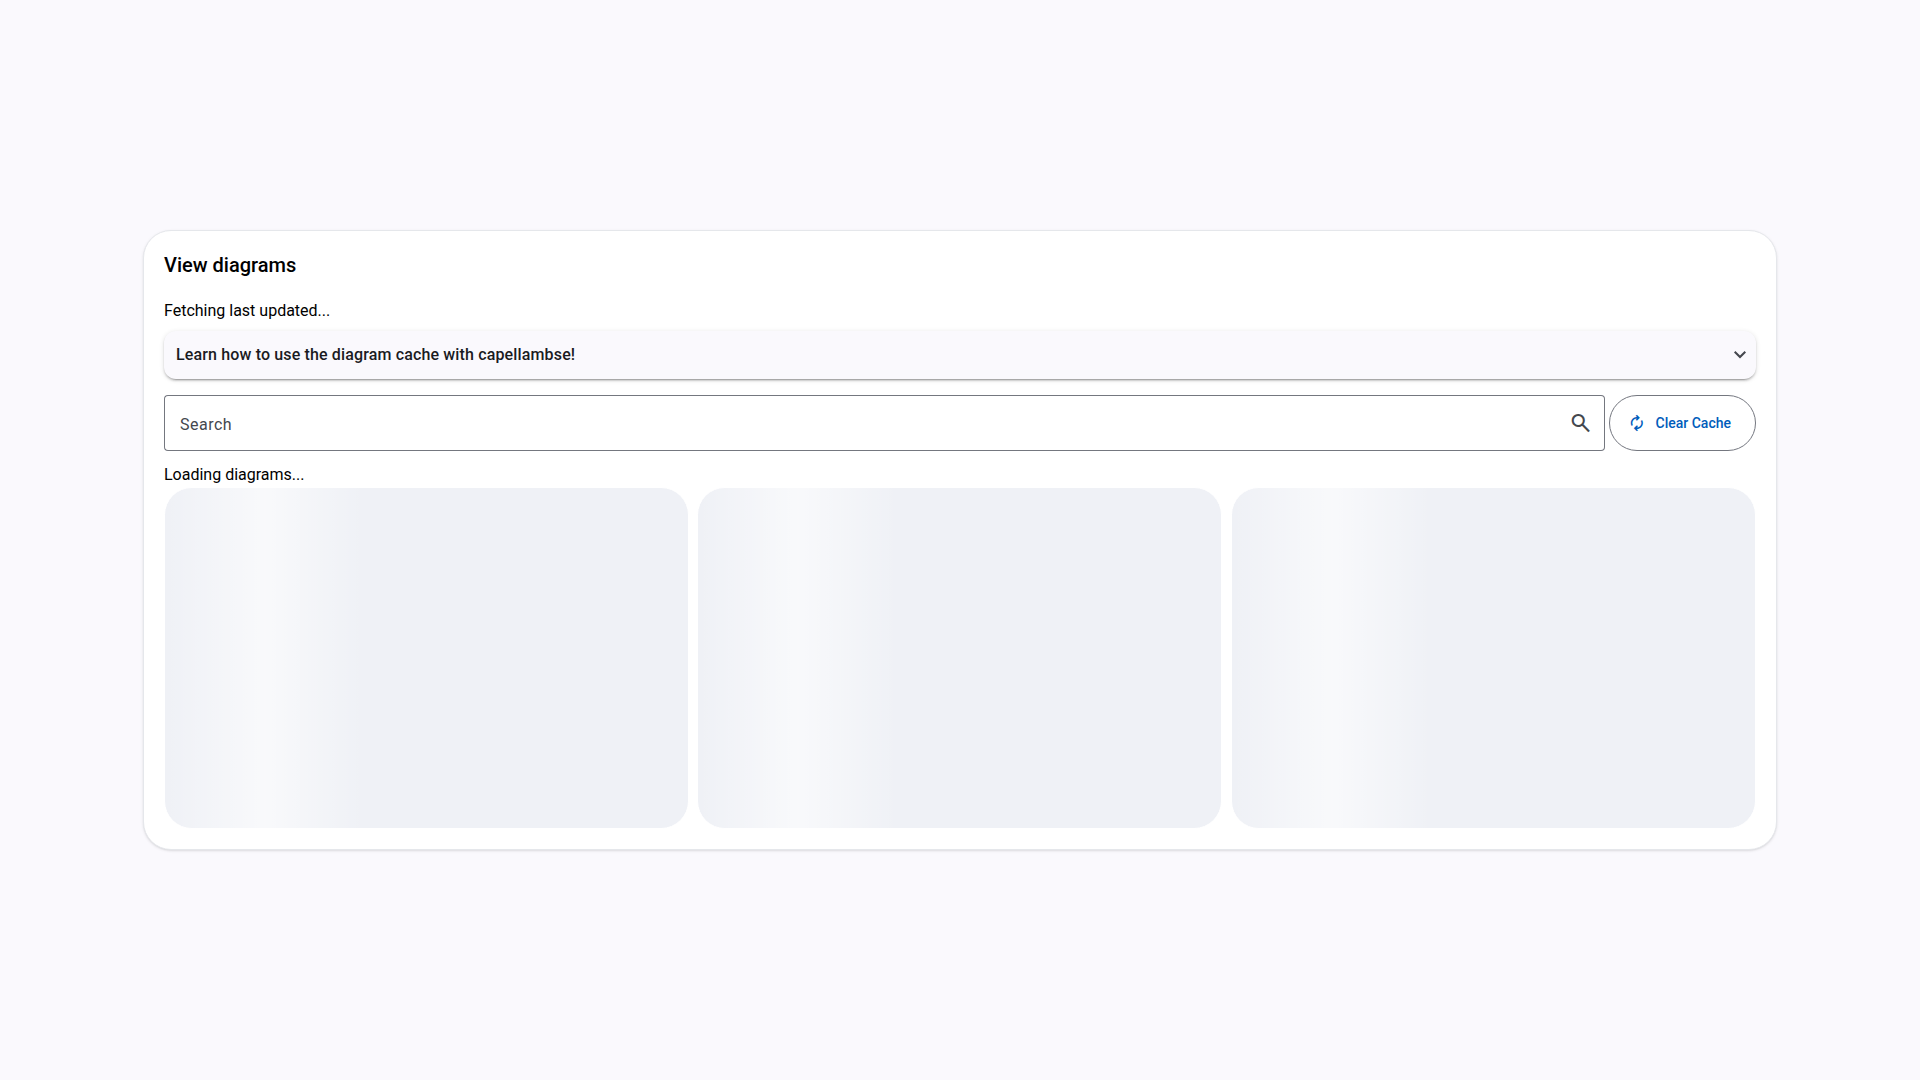 View diagrams
Fetching last updated...
Learn how to use the diagram cache with capellambse!
Search
Clear Cache
Loading diagrams...